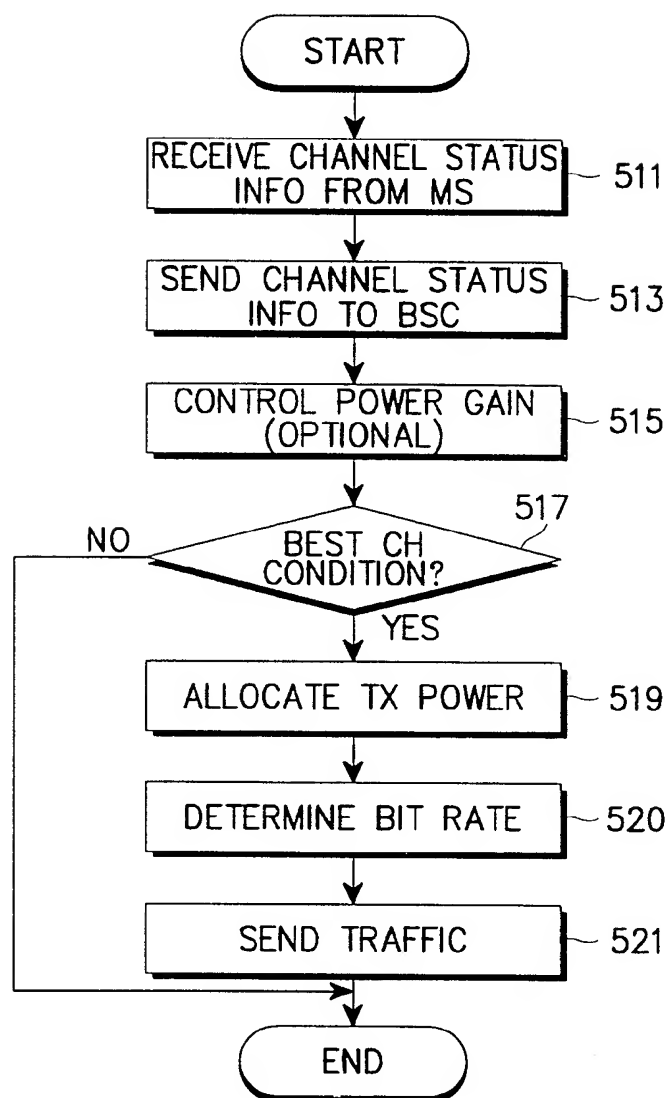 START
RECEIVE CHANNEL STATUS
INFO FROM MS
511
SEND CHANNEL STATUS
INFO TO BSC
513
CONTROL POWER GAIN
(OPTIONAL)
515
517
NO
BEST CH
CONDITION?
YES
ALLOCATE TX POWER
519
DETERMINE BIT RATE
520
SEND TRAFFIC
521
END